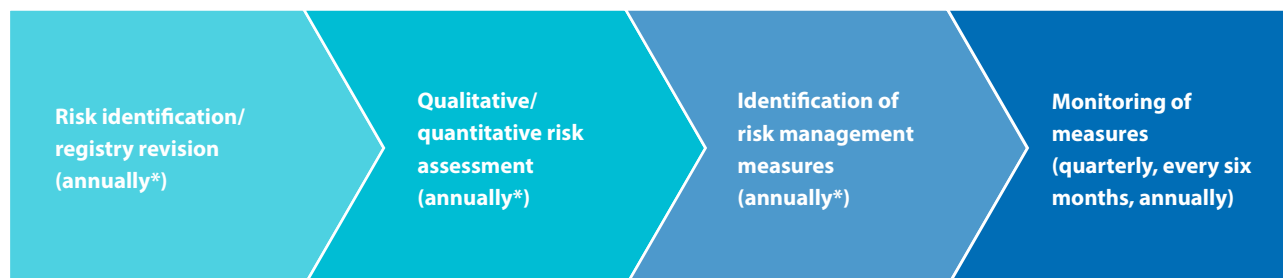 Risk identification/
registry revision
(annually*)
Qualitative/
quantitative risk
assessment
(annually*)
Identification of
risk management
measures
(annually*)
Monitoring of
measures
(quarterly, every six
months, annually)